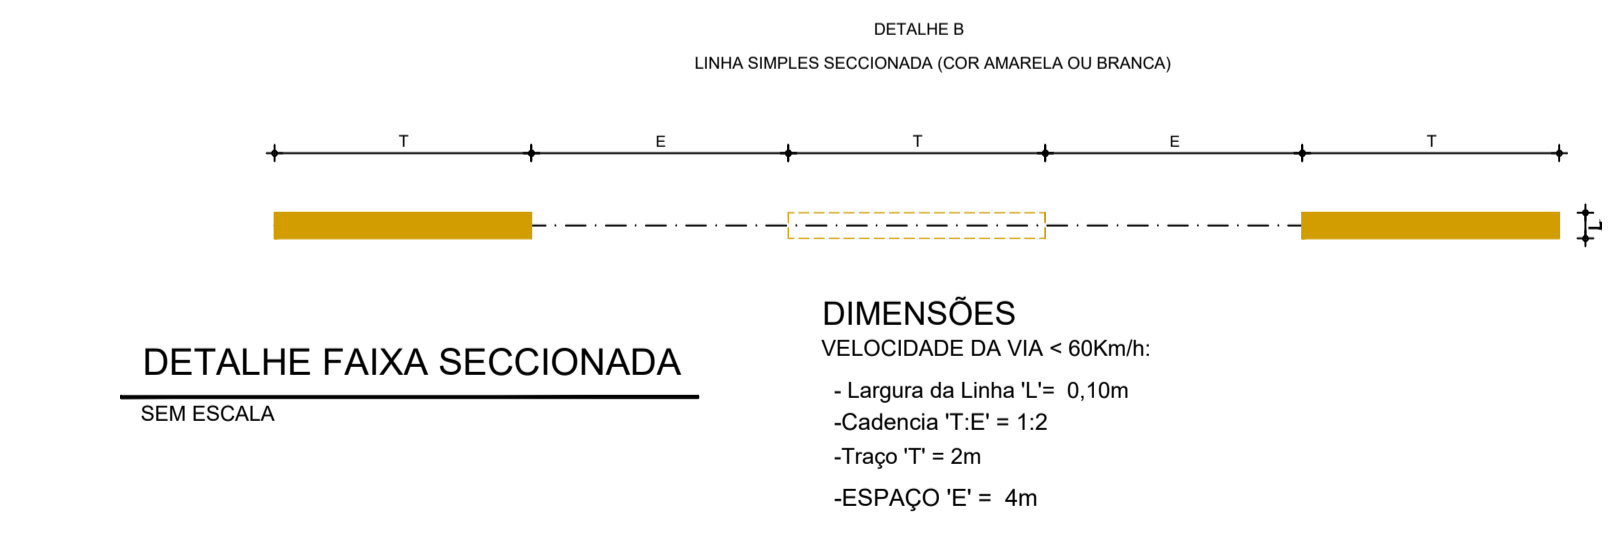 DETALHE B
LINHA SIMPLES SECCIONADA (COR AMARELA OU BRANCA)
T E T E T
DIMENSÕES
VELOCIDADE DA VIA < 60Km/h:
- Largura da Linha 'L'= 0,10m
-Cadencia 'T:E' = 1:2
-Traço 'T' = 2m
-ESPAÇO 'E' = 4m
DETALHE FAIXA SECCIONADA
SEM ESCALA